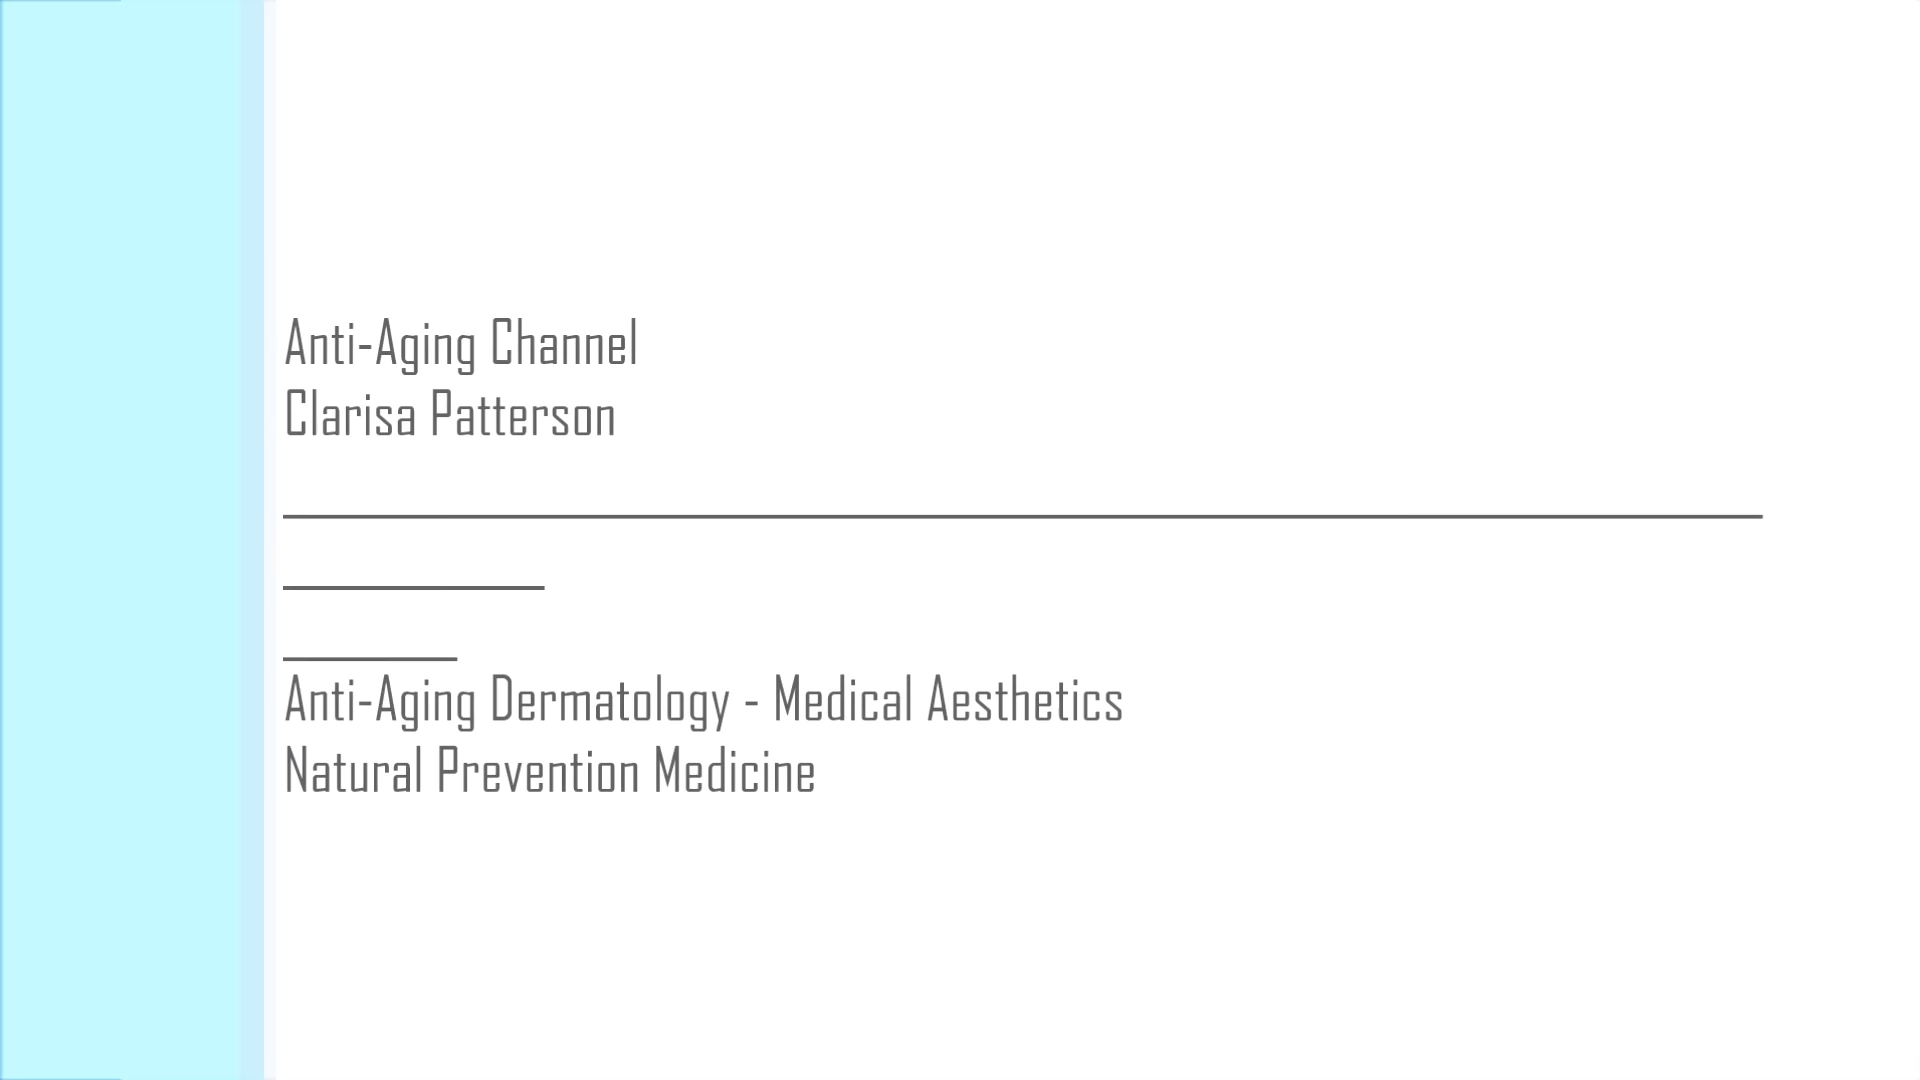 Anti-Aging Channel
Clarisa Patterson
Anti-Aging Dermatology - Medical Aesthetics
Natural Prevention Medicine